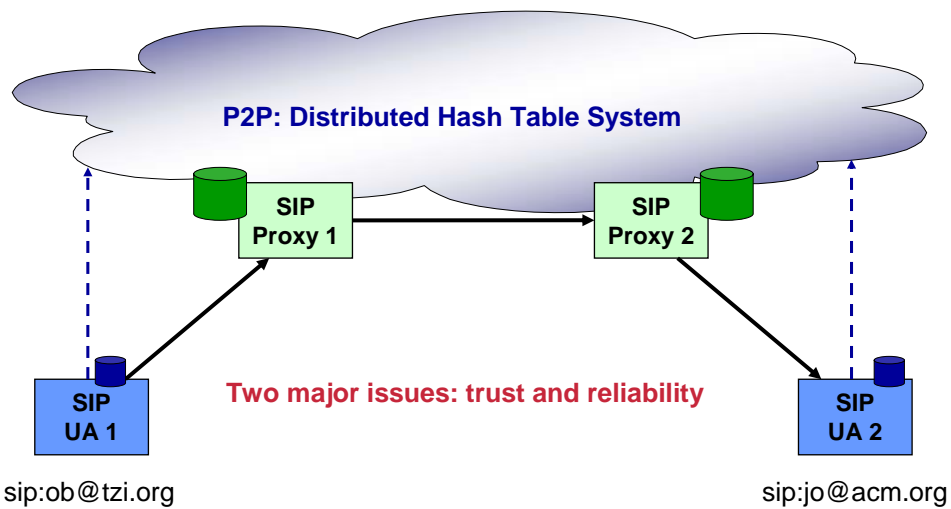 P2P: Distributed Hash Table System
SIP
Proxy 1
SIP
Proxy 2
Two major issues: trust and reliability
SIP
UA 1
SIP
UA 2
sip:ob@tzi.org
sip:jo@acm.org